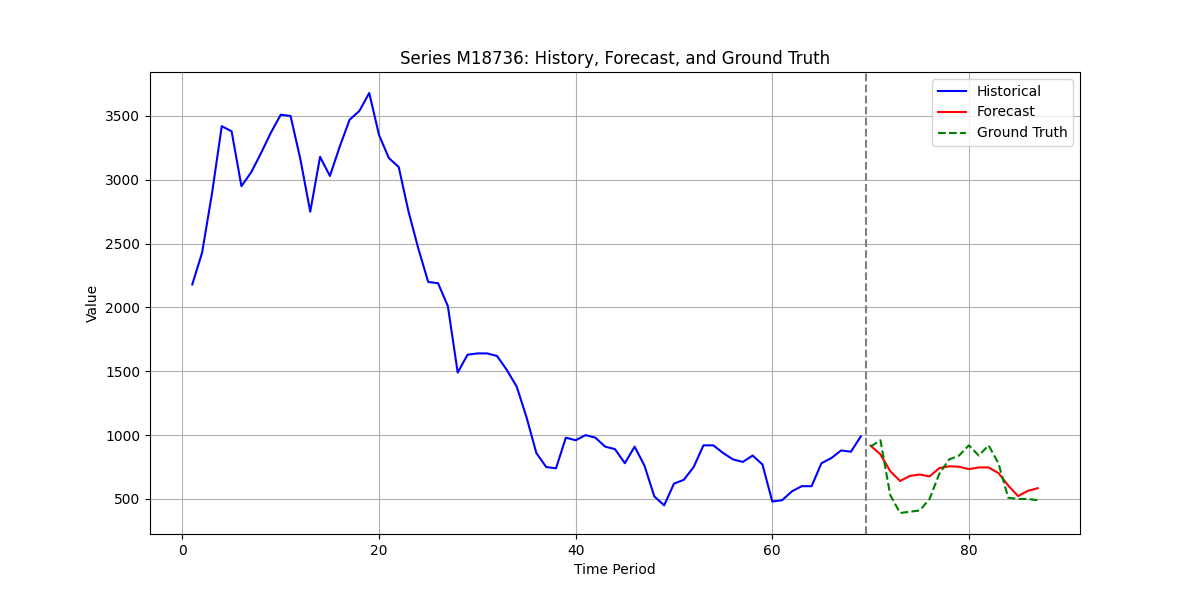 Series M18736: History, Forecast, and Ground Truth
Historical
Forecast
Ground Truth
Value
3500
3000
2500
2000
1500
1000
500
0
20
40
60
80
Time Period